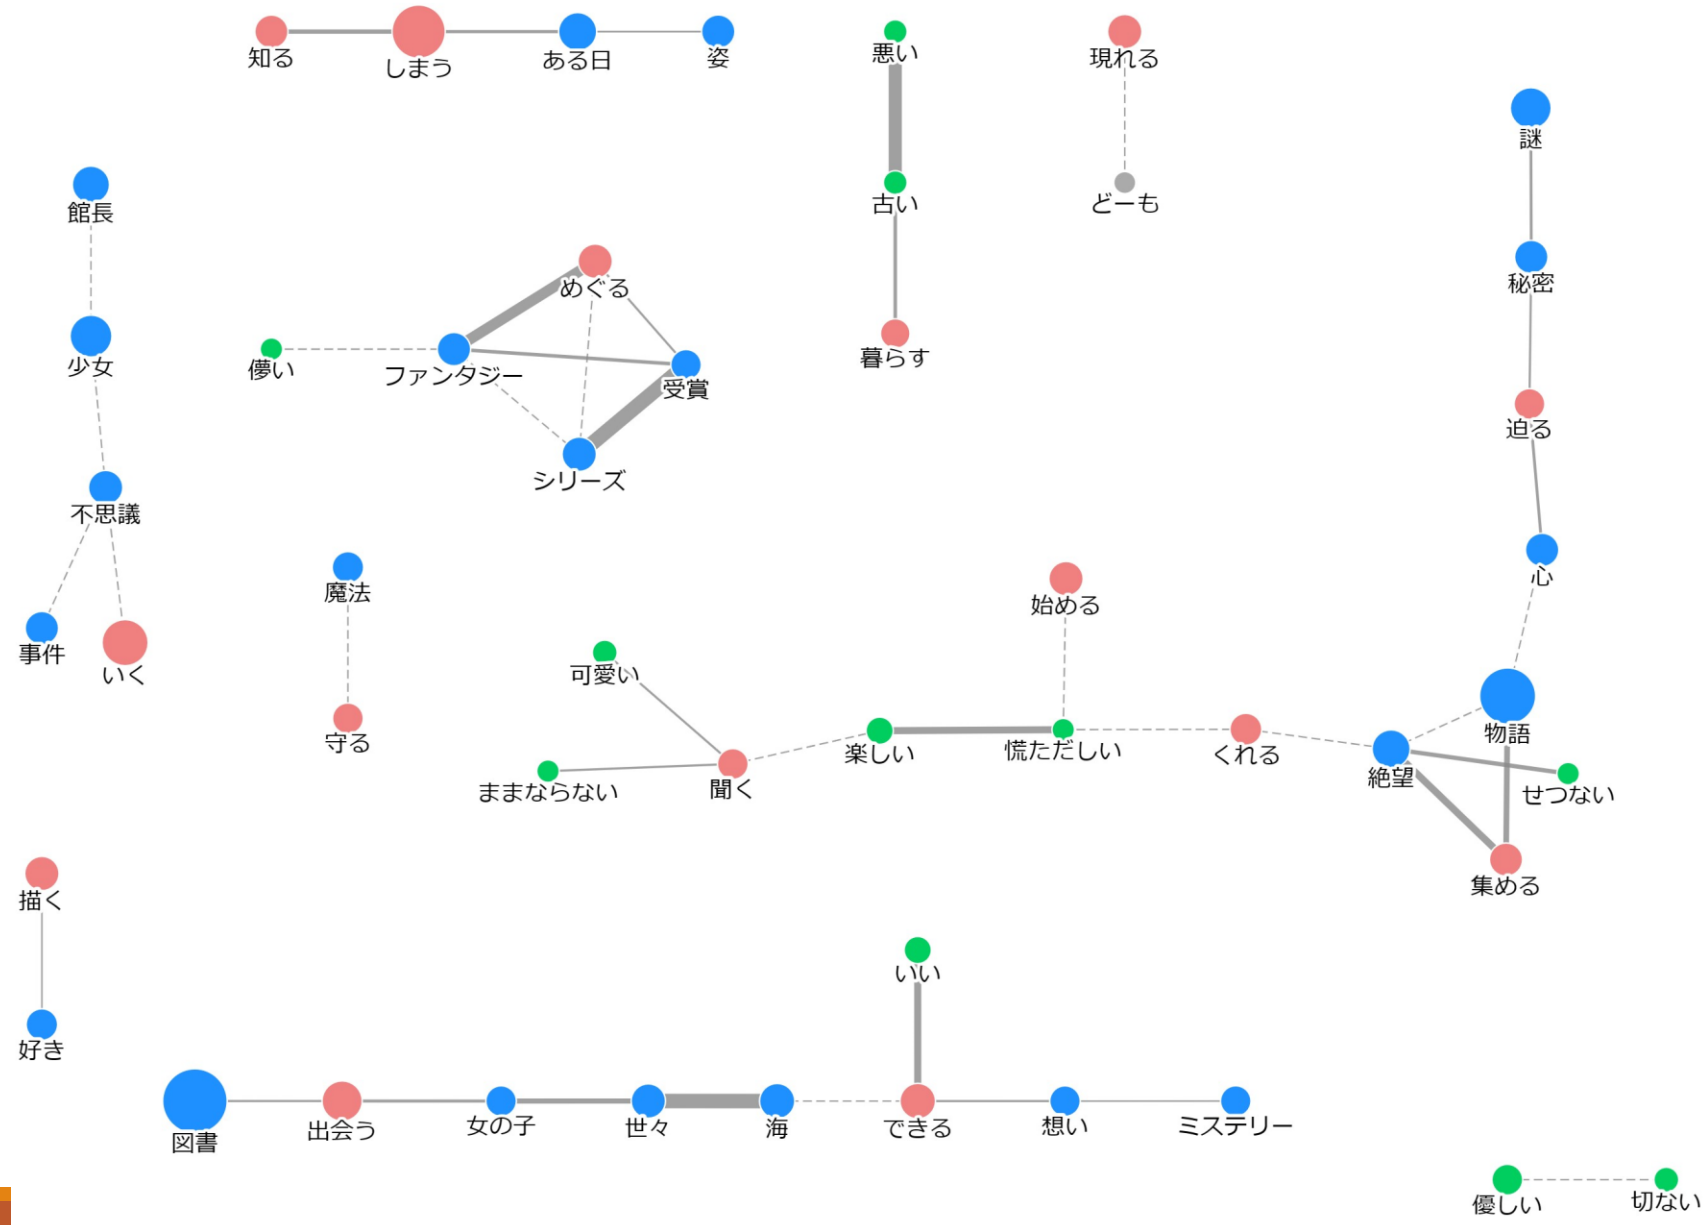 知る
しまう
ある日
姿
悪い
現れる
謎
館長
古い
どーも
秘密
めぐる
少女
儚い
ファンタジー
受賞
暮らす
迫る
シリーズ
不思議
魔法
心
始める
事件
いく
可愛い
守る
楽しい
慌ただしい
くれる
物語
絶望
ままならない
聞く
せつない
描く
集める
いい
好き
図書
出会う
女の子
世々
海
できる
想い
ミステリー
優しい
切ない